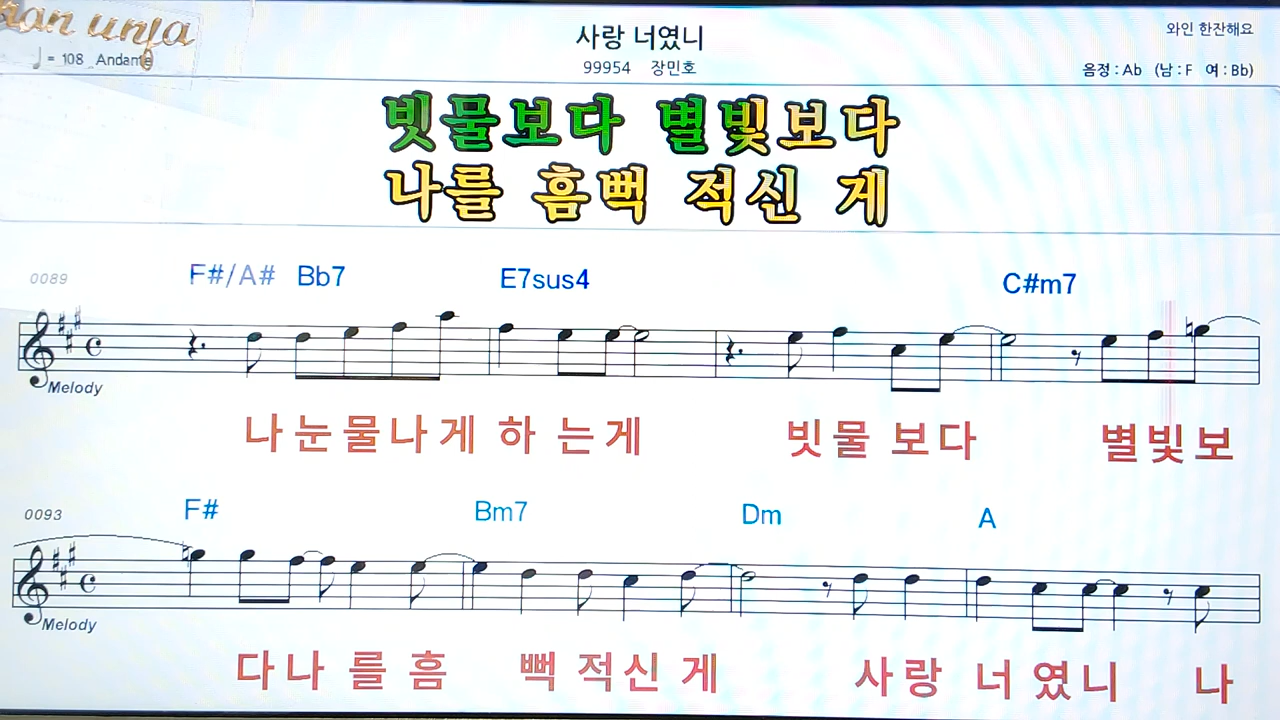 사랑 너였니
와인 한잔해요
♩ = 108 Andante
99954 장민호
음정 : Ab (남 : F 여 : Bb)
빗물보다 별빛보다
나를 흠뻑 적신 게
0089 F#/A# Bb7 E7sus4 C#m7
Melody
나 눈 물 나 게 하 는 게 빗 물 보 다 별 빛 보
0093 F# Bm7 Dm A
Melody
다 나 를 흠 뻑 적 신 게 사 랑 너 였 니 나